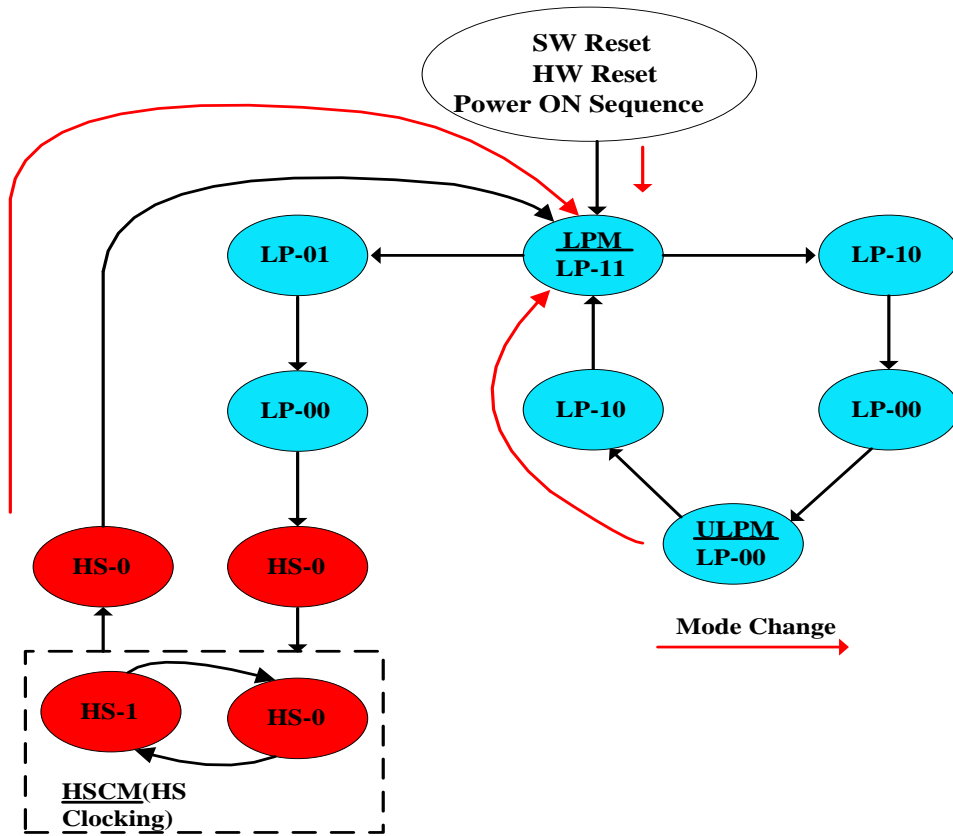 SW Reset
HW Reset
Power ON Sequence
LP-01
LPM
LP-11
LP-10
LP-00
LP-10
LP-00
HS-0
HS-0
ULPM
LP-00
Mode Change
HS-1
HS-0
HSCM(HS
Clocking)